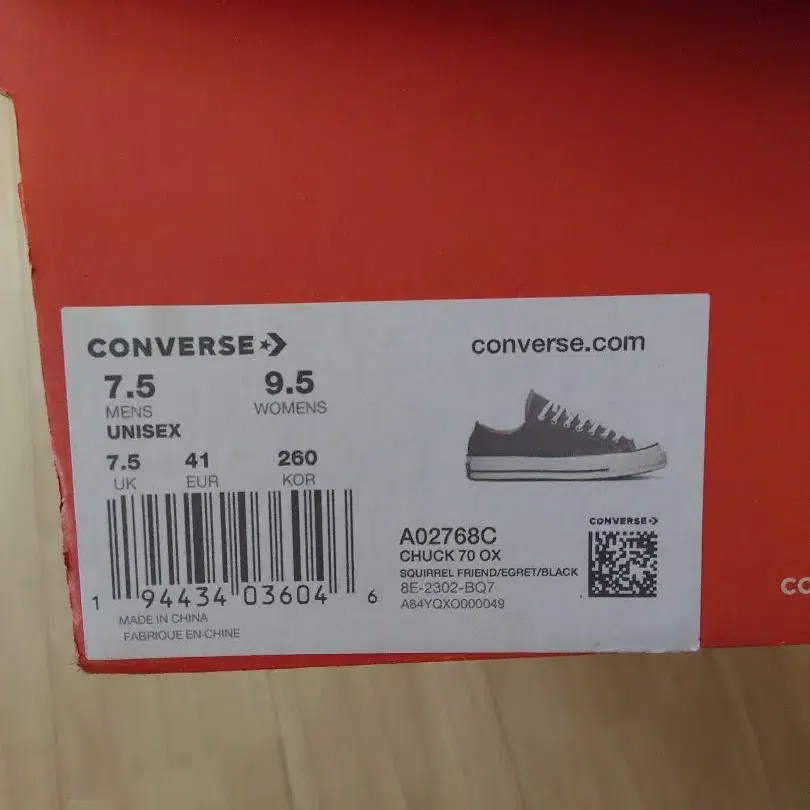 CONVERSE
converse.com
7.5 9.5
MENS WOMENS
UNISEX
7.5 41 260
UK EUR KOR
1 94434 03604 6
MADE IN CHINA
FABRIQUE EN CHINE
A02768C
CHUCK 70 OX
SQUIRREL FRIEND/EGRET/BLACK
8E-2302-BQ7
A84YQXO000049
CONVERSE
CO